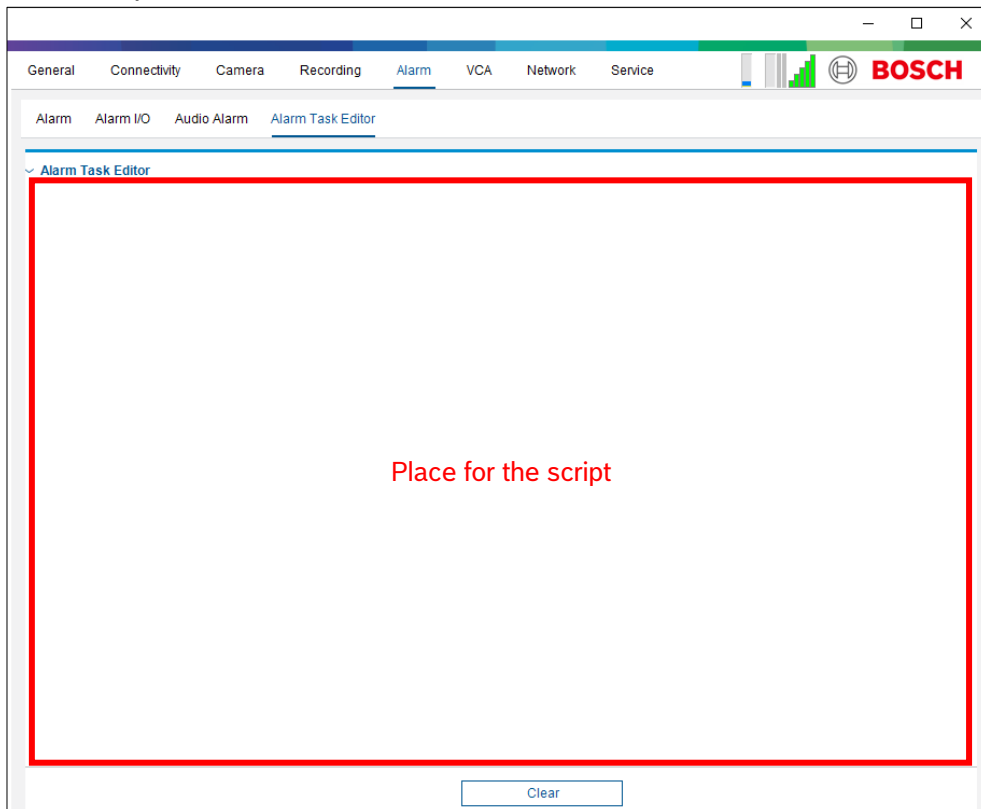 General Connectivity Camera Recording Alarm VCA Network Service BOSCH
Alarm Alarm I/O Audio Alarm Alarm Task Editor
Alarm Task Editor
Place for the script
Clear